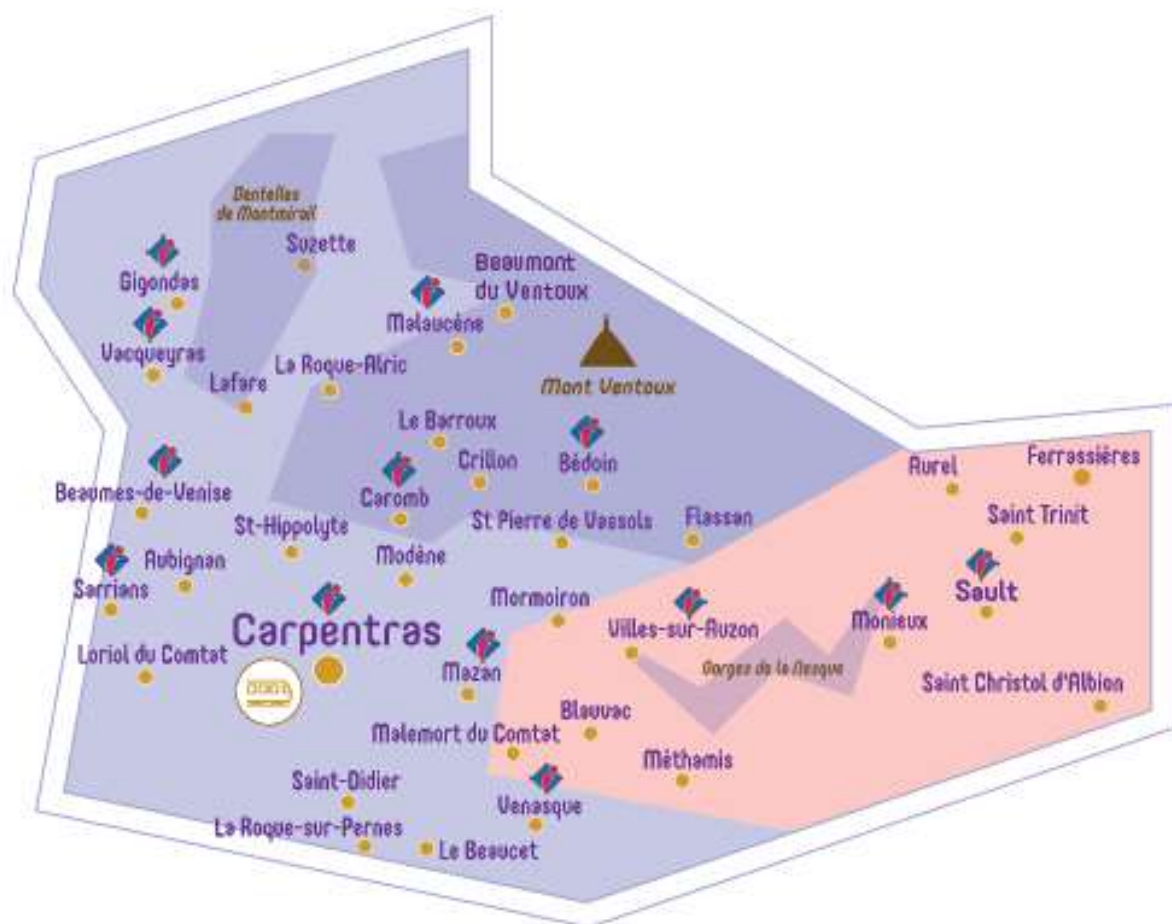 Dentelles
de Montmirail
Suzette
Beaumont
du Ventoux
Gigondas
Malaucène
Vacqueyras
La Roque-Alric
Lafare
Mont Ventoux
Le Barroux
Crillon
Bédoin
Aurel
Ferrassières
Beaumes-de-Venise
Caromb
St-Hippolyte
St Pierre de Vassols
Flassan
Saint Trinit
Aubignan
Modène
Sarrians
Sault
Mormoiron
Carpentras
Villes-sur-Auzon
Monieux
Loriol du Comtat
Mazan
Gorges de la Nesque
Saint Christol d'Albion
Blauvac
Malemort du Comtat
Méthamis
Saint-Didier
Venasque
La Roque-sur-Pernes
Le Beaucet